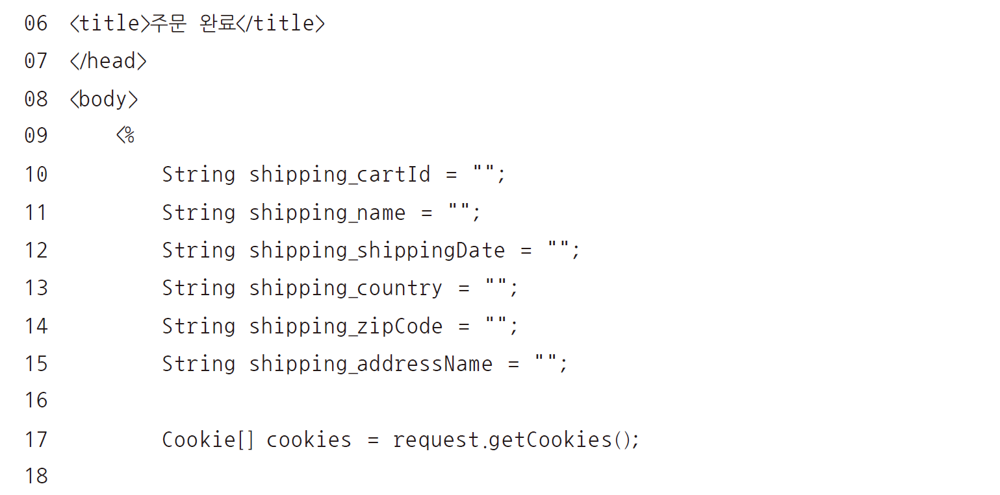 06 <title>주문 완료</title>
07 </head>
08 <body>
09 <%
10 String shipping_cartId = "";
11 String shipping_name = "";
12 String shipping_shippingDate = "";
13 String shipping_country = "";
14 String shipping_zipCode = "";
15 String shipping_addressName = "";
16
17 Cookie[] cookies = request.getCookies();
18